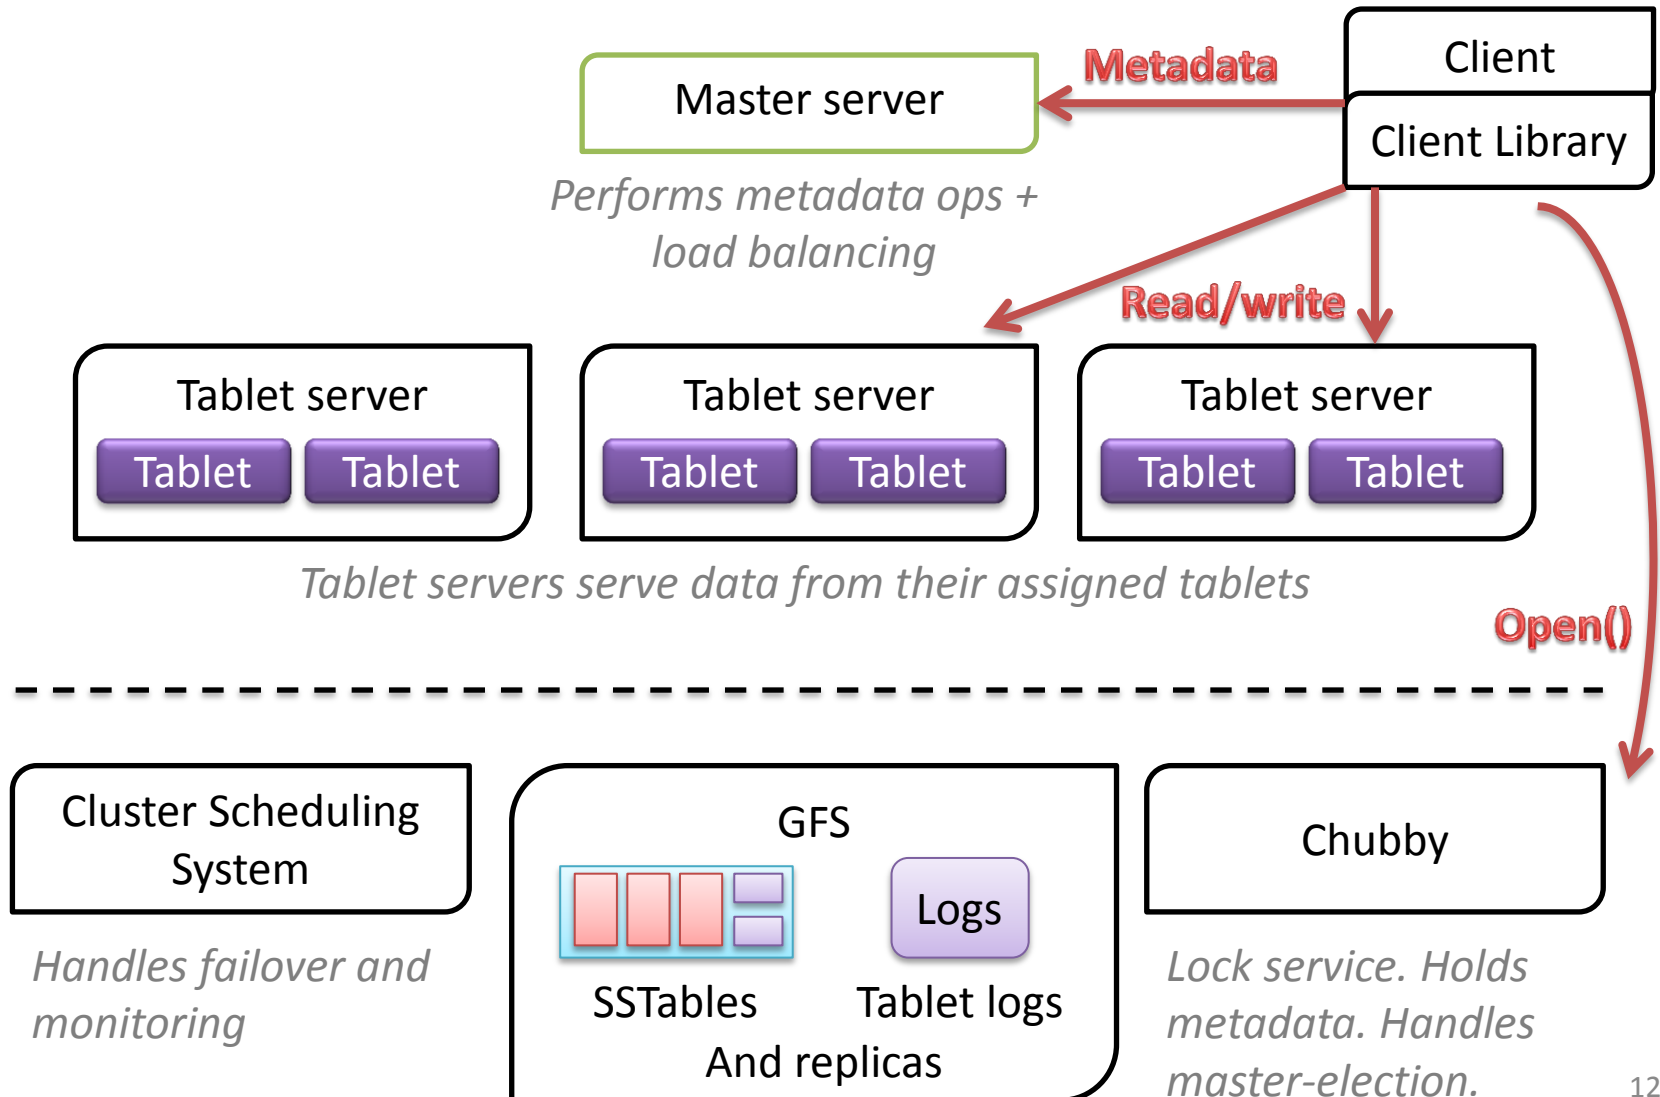 Client
Metadata
Master server
Client Library
Performs metadata ops +
load balancing
Read/write
Tablet server
Tablet Tablet
Tablet server
Tablet Tablet
Tablet server
Tablet Tablet
Tablet servers serve data from their assigned tablets
Open()
Cluster Scheduling
System
Handles failover and
monitoring
GFS
Logs
SSTables
Tablet logs
And replicas
Chubby
Lock service. Holds
metadata. Handles
master-election.
12